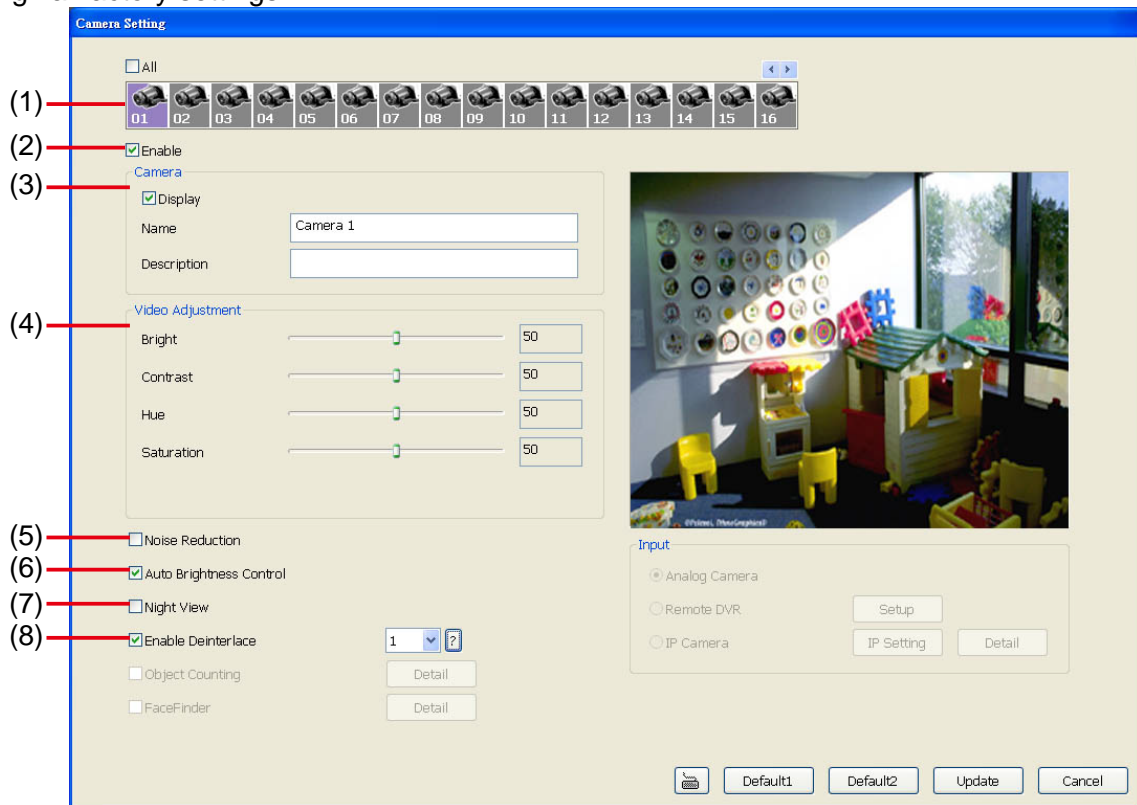 Camera Setting
All
(1)
01 02 03 04 05 06 07 08 09 10 11 12 13 14 15 16
(2)
Enable
(3)
Camera
Display
Name
Camera 1
Description
(4)
Video Adjustment
Bright
50
Contrast
50
Hue
50
Saturation
50
(5)
Noise Reduction
(6)
Auto Brightness Control
(7)
Night View
(8)
Enable Deinterlace
1
?
Object Counting
Detail
FaceFinder
Detail
Input
Analog Camera
Remote DVR
Setup
IP Camera
IP Setting
Detail
Default1
Default2
Update
Cancel